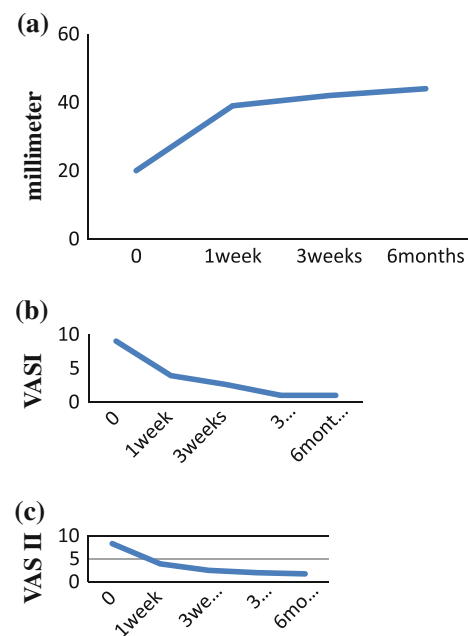 (a)
millimeter
60
40
20
0
0 1week 3weeks 6months
(b)
VASI
10
5
0
0 1week 3weeks 3... 6mont...
(c)
VAS II
10
5
0
0 1week 3we... 3... 6mo...